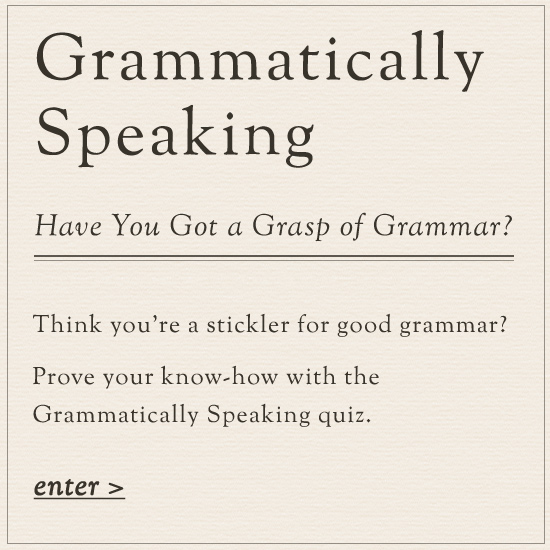 Grammatically
Speaking
Have You Got a Grasp of Grammar?
Think you’re a stickler for good grammar?
Prove your know-how with the
Grammatically Speaking quiz.
enter >